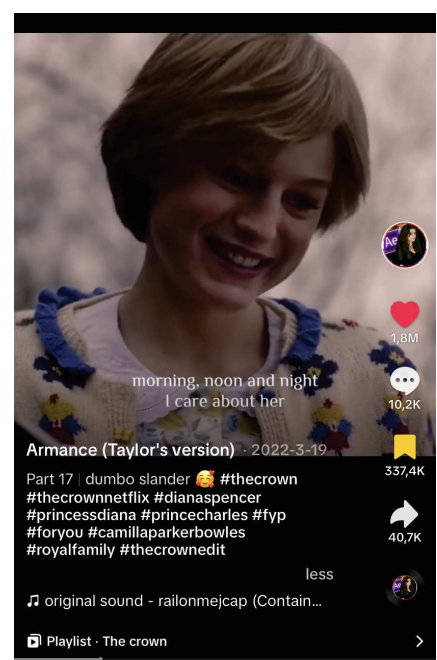 morning, noon and night
I care about her
1,8M
10,2K
337,4K
40,7K
Armance (Taylor's version) · 2022-3-19
Part 17 | dumbo slander 🥰 #thecrown
#thecrownnetflix #dianaspencer
#princessdiana #princecharles #fyp
#foryou #camillaparkerbowles
#royalfamily #thecrownedit
less
original sound - railonmejcap (Contain...
Playlist · The crown
Ae